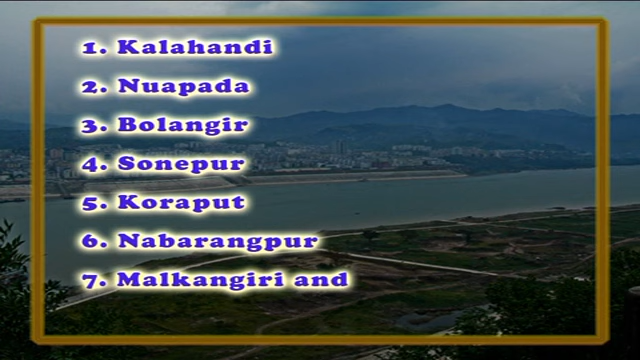 1. Kalahandi
2. Nuapada
3. Bolangir
4. Sonepur
5. Koraput
6. Nabarangpur
7. Malkangiri and